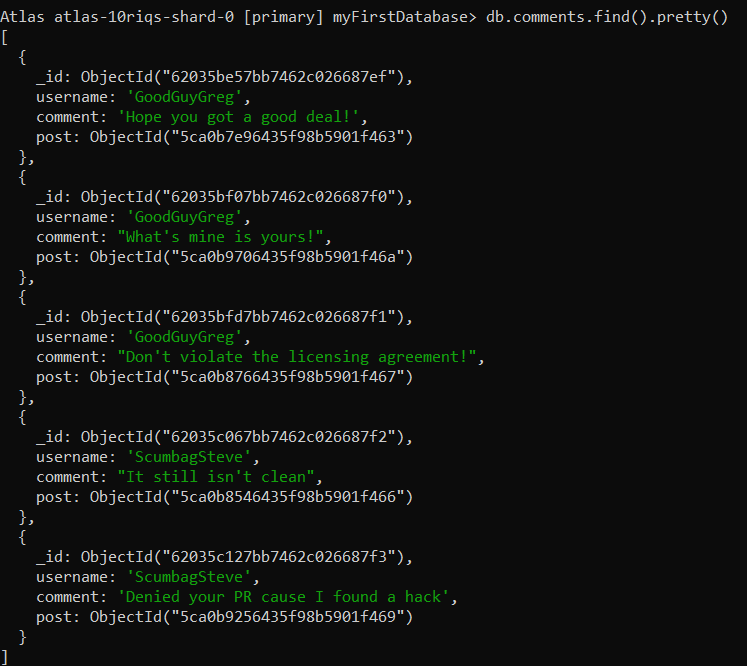 Atlas atlas-10riqs-shard-0 [primary] myFirstDatabase> db.comments.find().pretty()
[
  {
    _id: ObjectId("62035be57bb7462c026687ef"),
    username: 'GoodGuyGreg',
    comment: 'Hope you got a good deal!',
    post: ObjectId("5ca0b7e96435f98b5901f463")
  },
  {
    _id: ObjectId("62035bf07bb7462c026687f0"),
    username: 'GoodGuyGreg',
    comment: "What's mine is yours!",
    post: ObjectId("5ca0b9706435f98b5901f46a")
  },
  {
    _id: ObjectId("62035bfd7bb7462c026687f1"),
    username: 'GoodGuyGreg',
    comment: "Don't violate the licensing agreement!",
    post: ObjectId("5ca0b8766435f98b5901f467")
  },
  {
    _id: ObjectId("62035c067bb7462c026687f2"),
    username: 'ScumbagSteve',
    comment: "It still isn't clean",
    post: ObjectId("5ca0b8546435f98b5901f466")
  },
  {
    _id: ObjectId("62035c127bb7462c026687f3"),
    username: 'ScumbagSteve',
    comment: 'Denied your PR cause I found a hack',
    post: ObjectId("5ca0b9256435f98b5901f469")
  }
]